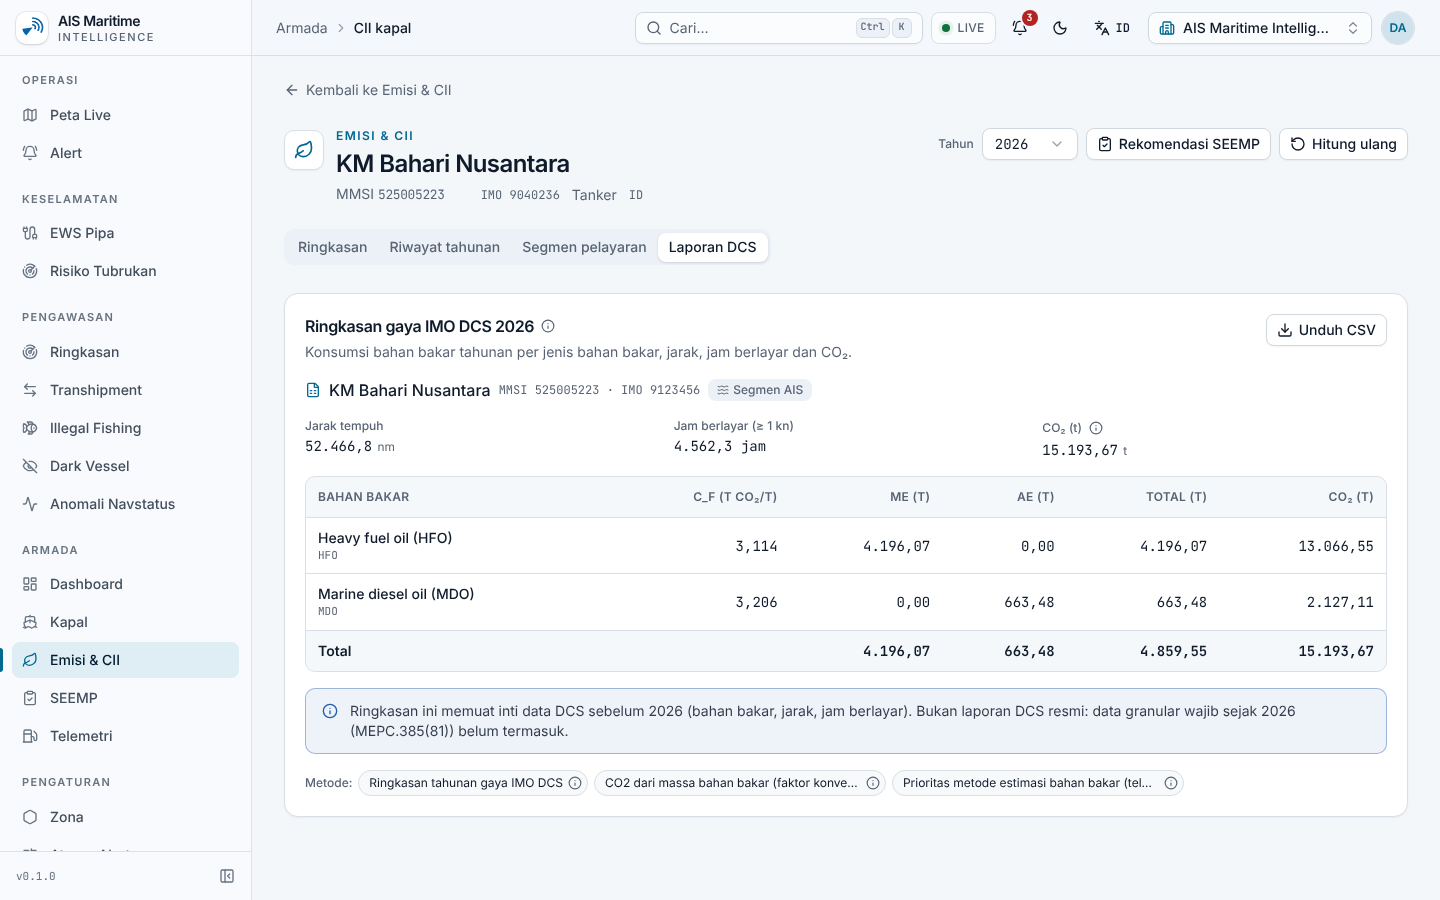 AIS Maritime
INTELLIGENCE
Armada > CII kapal
Cari...
Ctrl K
LIVE
3
ID
AIS Maritime Intellig...
DA
OPERASI
Peta Live
Alert
KESELAMATAN
EWS Pipa
Risiko Tubrukan
PENGAWASAN
Ringkasan
Transhipment
Illegal Fishing
Dark Vessel
Anomali Navstatus
ARMADA
Dashboard
Kapal
Emisi & CII
SEEMP
Telemetri
PENGATURAN
Zona
v0.1.0
Kembali ke Emisi & CII
EMISI & CII
KM Bahari Nusantara
MMSI 525005223 IMO 9040236 Tanker ID
Tahun 2026
Rekomendasi SEEMP
Hitung ulang
Ringkasan Riwayat tahunan Segmen pelayaran Laporan DCS
Ringkasan gaya IMO DCS 2026
Konsumsi bahan bakar tahunan per jenis bahan bakar, jarak, jam berlayar dan CO₂.
Unduh CSV
KM Bahari Nusantara MMSI 525005223 · IMO 9123456 Segmen AIS
Jarak tempuh Jam berlayar (≥ 1 kn) CO₂ (t)
52.466,8 nm 4.562,3 jam 15.193,67 t
BAHAN BAKAR C_F (T CO₂/T) ME (T) AE (T) TOTAL (T) CO₂ (T)
Heavy fuel oil (HFO) 3,114 4.196,07 0,00 4.196,07 13.066,55
HFO
Marine diesel oil (MDO) 3,206 0,00 663,48 663,48 2.127,11
MDO
Total 4.196,07 663,48 4.859,55 15.193,67
Ringkasan ini memuat inti data DCS sebelum 2026 (bahan bakar, jarak, jam berlayar). Bukan laporan DCS resmi: data granular wajib sejak 2026
(MEPC.385(81)) belum termasuk.
Metode: Ringkasan tahunan gaya IMO DCS CO2 dari massa bahan bakar (faktor konve... Prioritas metode estimasi bahan bakar (tel...